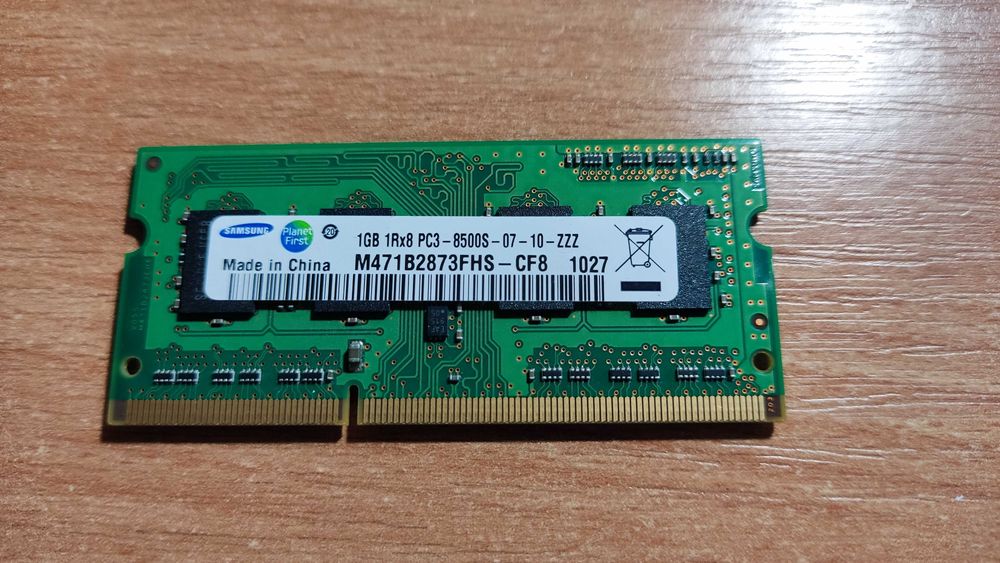 SAMSUNG
Planet First
1GB 1Rx8 PC3-8500S-07-10-ZZZ
Made in China
M471B2873FHS-CF8 1027